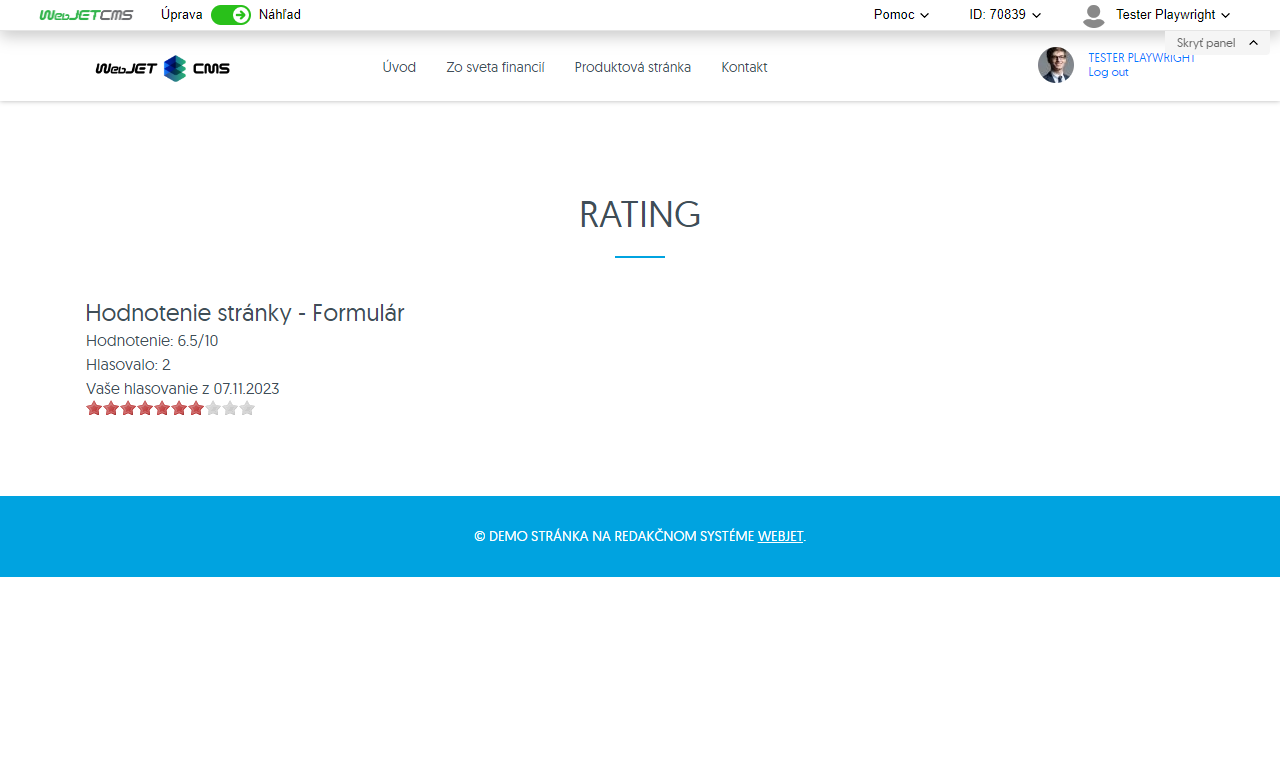 WebJETCMS Úprava Náhľad Pomoc ID: 70839 Tester Playwright
Skryť panel
WebJET CMS Úvod Zo sveta financií Produktová stránka Kontakt TESTER PLAYWRIGHT
Log out
RATING
Hodnotenie stránky - Formulár
Hodnotenie: 6.5/10
Hlasovalo: 2
Vaše hlasovanie z 07.11.2023
© DEMO STRÁNKA NA REDAKČNOM SYSTÉME WEBJET.